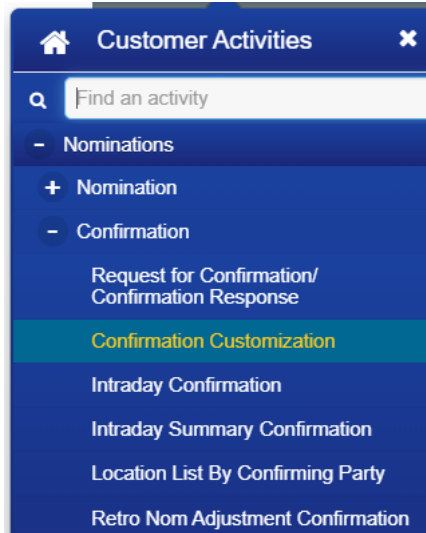 Customer Activities
Find an activity
Nominations
Nomination
Confirmation
Request for Confirmation/
Confirmation Response
Confirmation Customization
Intraday Confirmation
Intraday Summary Confirmation
Location List By Confirming Party
Retro Nom Adjustment Confirmation